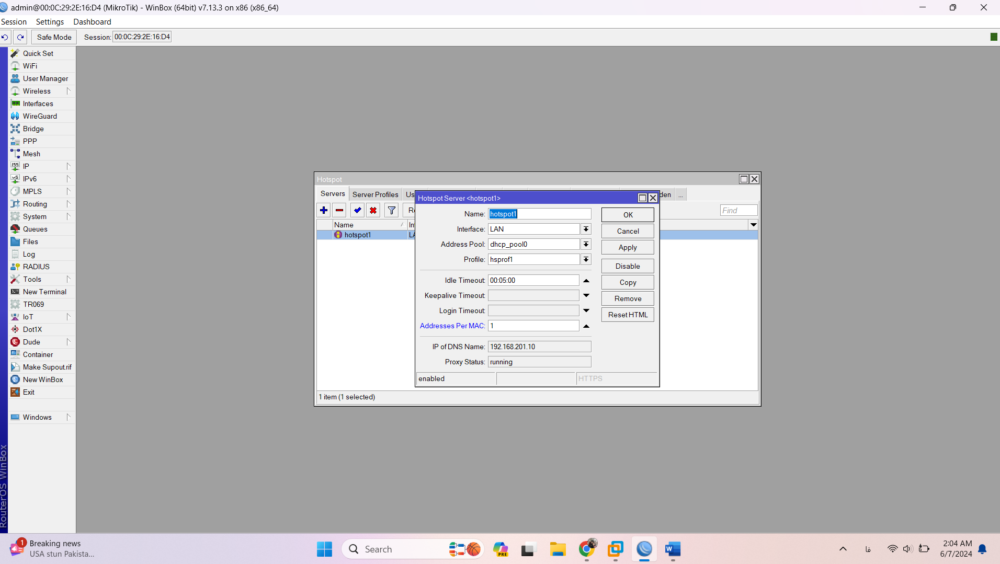 admin@00:0C:29:2E:16:D4 (MikroTik) - WinBox (64bit) v7.13.3 on x86 (x86_64)
Session Settings Dashboard
Safe Mode Session: 00:0C:29:2E:16:D4
Quick Set
WiFi
User Manager
Wireless
Interfaces
WireGuard
Bridge
PPP
Mesh
IP
IPv6
MPLS
Routing
System
Queues
Files
Log
RADIUS
Tools
New Terminal
TR069
IoT
Dot1X
Dude
Container
Make Supout.rif
New WinBox
Exit
Windows
RouterOS WinBox
Hotspot
Servers Server Profiles Us den ...
Find
Name In
hotspot1 LA
1 item (1 selected)
Hotspot Server <hotspot1>
Name: hotspot1
Interface: LAN
Address Pool: dhcp_pool0
Profile: hsprof1
Idle Timeout: 00:05:00
Keepalive Timeout:
Login Timeout:
Addresses Per MAC: 1
IP of DNS Name: 192.168.201.10
Proxy Status: running
enabled HTTPS
OK
Cancel
Apply
Disable
Copy
Remove
Reset HTML
1
Breaking news
USA stun Pakista...
Search
PRE
فا
2:04 AM
6/7/2024